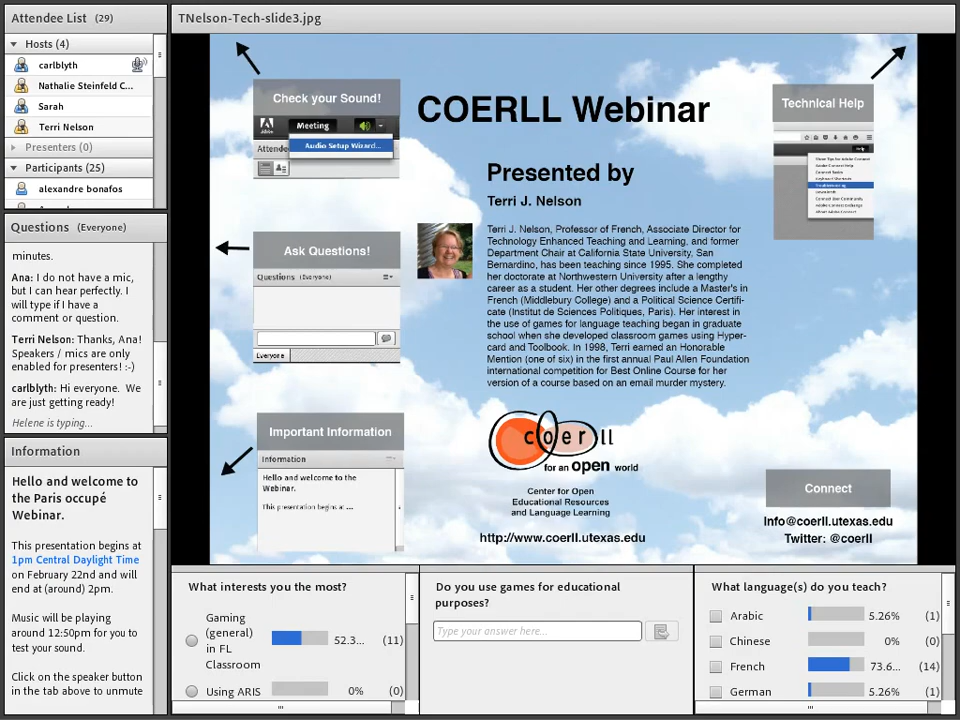 Attendee List (29)
Hosts (4)
carlblyth
Nathalie Steinfeld C...
Sarah
Terri Nelson
Presenters (0)
Participants (25)
alexandre bonafos
Questions (Everyone)
minutes.
Ana: I do not have a mic,
but I can hear perfectly. I
will type if I have a
comment or question.
Terri Nelson: Thanks, Ana!
Speakers / mics are only
enabled for presenters! :-)
carlblyth: Hi everyone. We
are just getting ready!
Helene is typing...
Information
Hello and welcome to
the Paris occupé
Webinar.
This presentation begins at
1pm Central Daylight Time
on February 22nd and will
end at (around) 2pm.
Music will be playing
around 12:50pm for you to
test your sound.
Click on the speaker button
in the tab above to unmute
TNelson-Tech-slide3.jpg
Check your Sound!
Adobe
Meeting
Audio Setup Wizard...
Attende
Ask Questions!
Questions (Everyone)
Everyone
Important Information
Information
Hello and welcome to the
Webinar.
This presentation begins at ...
COERLL Webinar
Presented by
Terri J. Nelson
Terri J. Nelson, Professor of French, Associate Director for
Technology Enhanced Teaching and Learning, and former
Department Chair at California State University, San
Bernardino, has been teaching since 1995. She completed
her doctorate at Northwestern University after a lengthy
career as a student. Her other degrees include a Master's in
French (Middlebury College) and a Political Science Certifi-
cate (Institut de Sciences Politiques, Paris). Her interest in
the use of games for language teaching began in graduate
school when she developed classroom games using Hyper-
card and Toolbook. In 1998, Terri earned an Honorable
Mention (one of six) in the first annual Paul Allen Foundation
international competition for Best Online Course for her
version of a course based on an email murder mystery.
coerll
for an open world
Center for Open
Educational Resources
and Language Learning
http://www.coerll.utexas.edu
Technical Help
Help
Troubleshooting
Connect
Info@coerll.utexas.edu
Twitter: @coerll
What interests you the most?
Gaming
(general)
in FL
Classroom
52.3... (11)
Using ARIS 0% (0)
Do you use games for educational
purposes?
Type your answer here...
What language(s) do you teach?
Arabic 5.26% (1)
Chinese 0% (0)
French 73.6... (14)
German 5.26% (1)